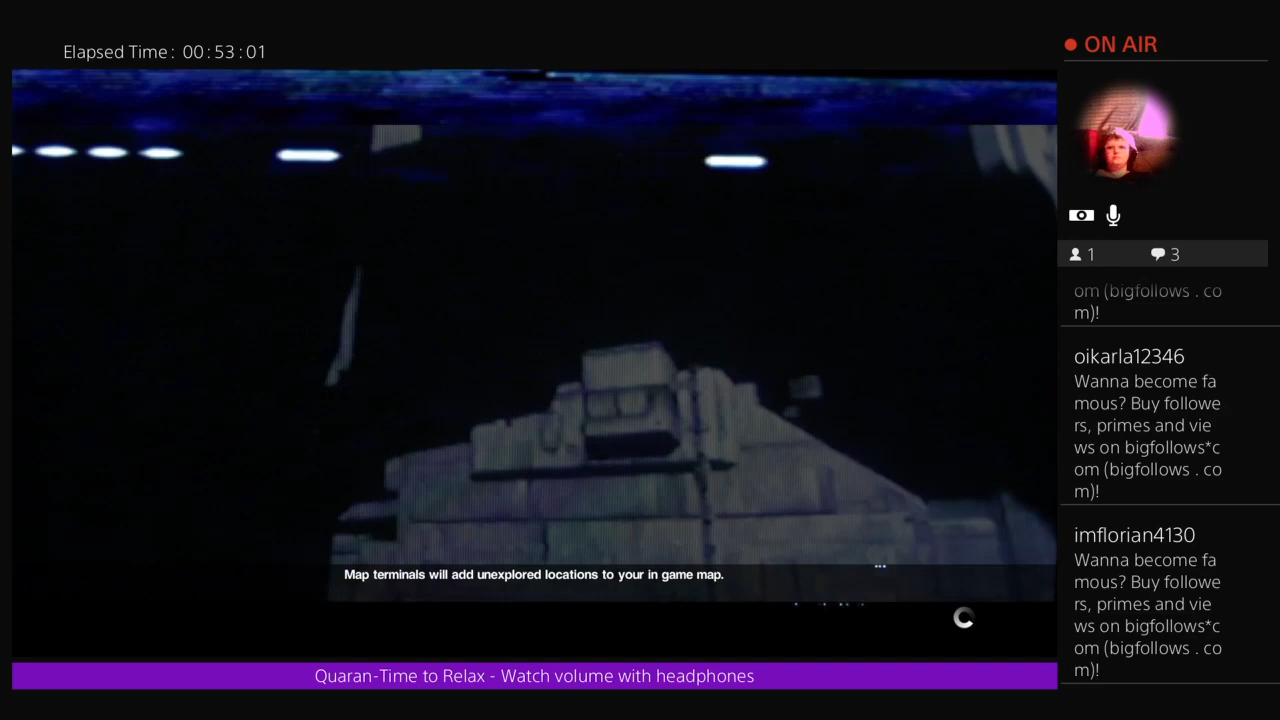 Elapsed Time: 00:53:01
ON AIR
1 3
om (bigfollows . co
m)!
oikarla12346
Wanna become fa
mous? Buy followe
rs, primes and vie
ws on bigfollows*c
om (bigfollows . co
m)!
imflorian4130
Wanna become fa
mous? Buy followe
rs, primes and vie
ws on bigfollows*c
om (bigfollows . co
m)!
Map terminals will add unexplored locations to your in game map.
Quaran-Time to Relax - Watch volume with headphones